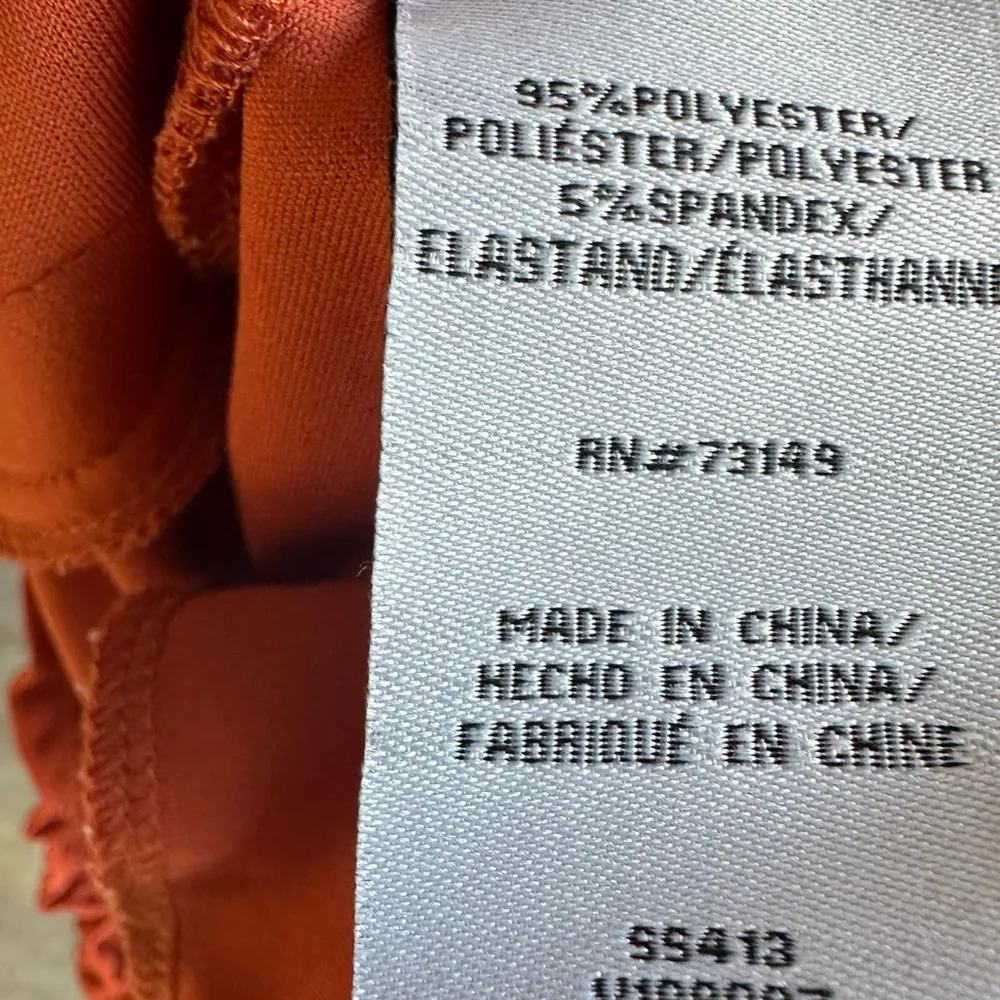 95%POLYESTER/
POLIÉSTER/POLYESTER
5%SPANDEX/
ELASTANO/ÉLASTHANNE
RN#73149
MADE IN CHINA/
HECHO EN CHINA/
FABRIQUÉ EN CHINE
SS413